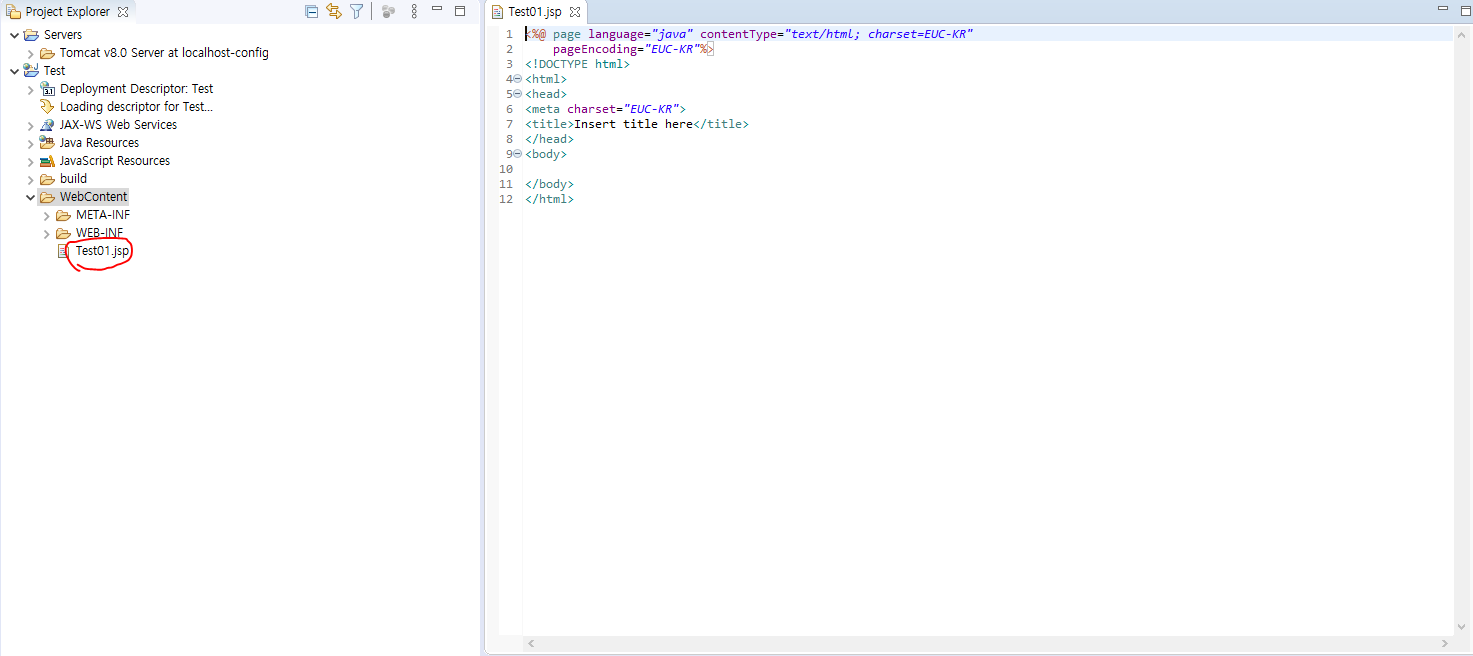 Project Explorer
Servers
Tomcat v8.0 Server at localhost-config
Test
Deployment Descriptor: Test
Loading descriptor for Test...
JAX-WS Web Services
Java Resources
JavaScript Resources
build
WebContent
META-INF
WEB-INF
Test01.jsp
Test01.jsp
1 <%@ page language="java" contentType="text/html; charset=EUC-KR"
2     pageEncoding="EUC-KR"%>
3 <!DOCTYPE html>
4 <html>
5 <head>
6 <meta charset="EUC-KR">
7 <title>Insert title here</title>
8 </head>
9 <body>
10
11 </body>
12 </html>